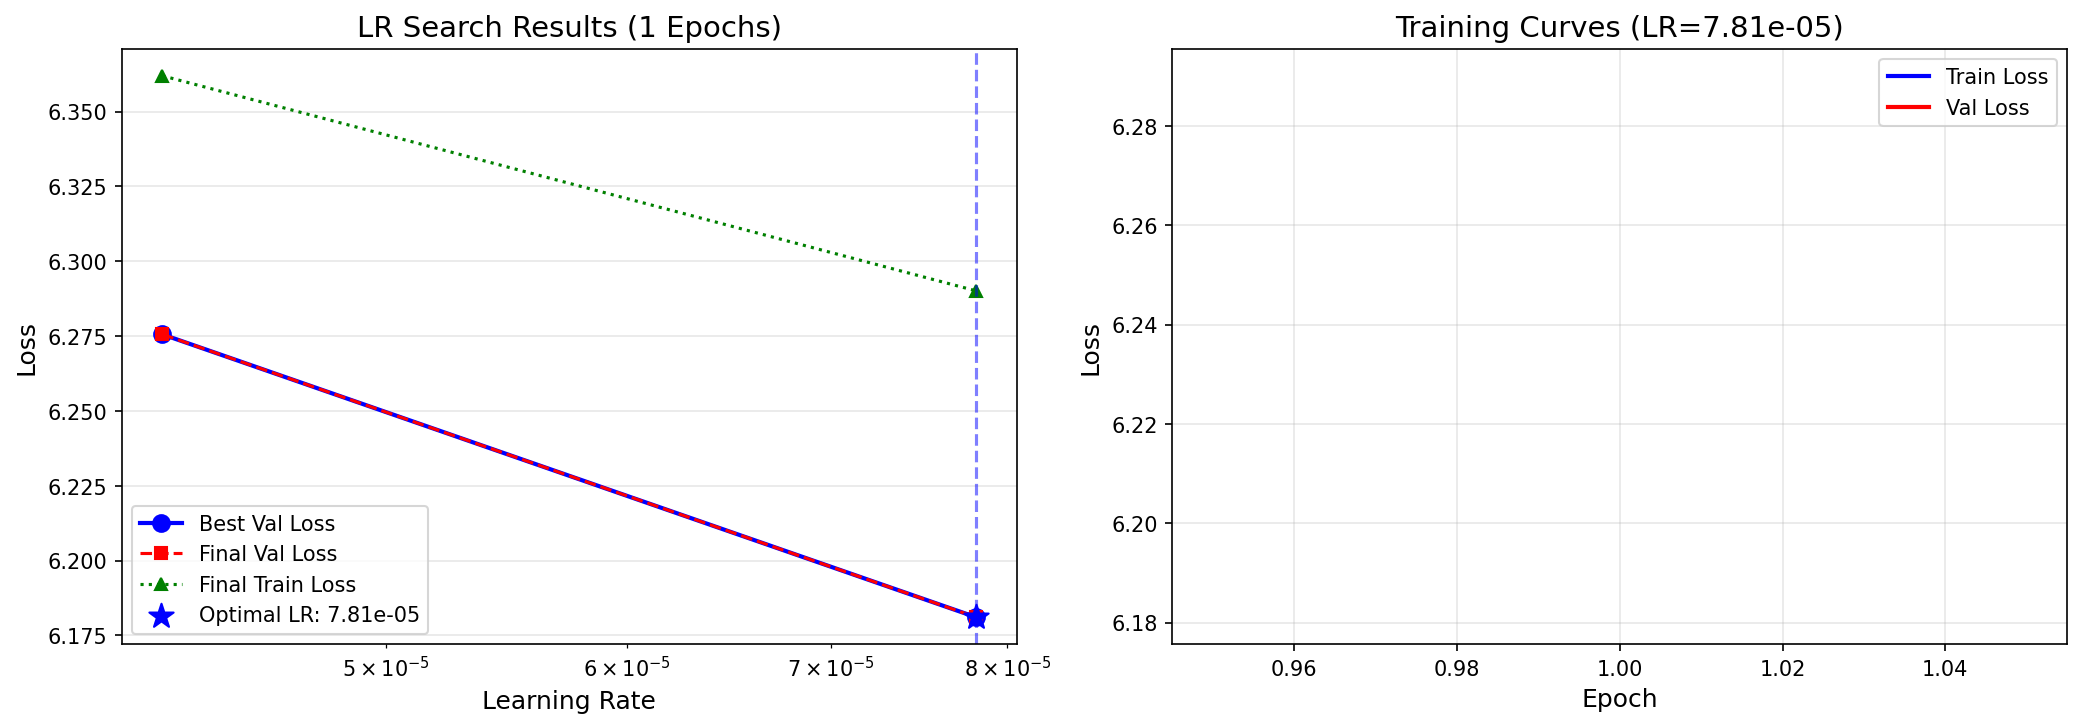 LR Search Results (1 Epochs)
6.350
6.325
6.300
6.275
6.250
6.225
6.200
6.175
Loss
Best Val Loss
Final Val Loss
Final Train Loss
Optimal LR: 7.81e-05
5 × 10⁻⁵
6 × 10⁻⁵
7 × 10⁻⁵
8 × 10⁻⁵
Learning Rate
Training Curves (LR=7.81e-05)
Train Loss
Val Loss
6.28
6.26
6.24
6.22
6.20
6.18
Loss
0.96
0.98
1.00
1.02
1.04
Epoch